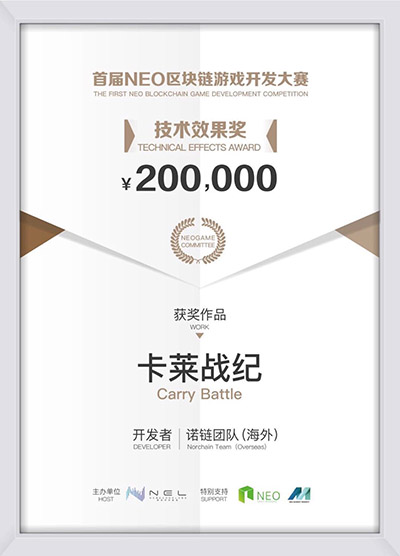 首届NEO区块链游戏开发大赛
THE FIRST NEO BLOCKCHAIN GAME DEVELOPMENT COMPETITION
技术效果奖
TECHNICAL EFFECTS AWARD
¥200,000
NEOGAME
COMMITTEE
获奖作品
WORK
卡莱战纪
Carry Battle
开发者 诺链团队(海外)
DEVELOPER Norchain Team (Overseas)
主办单位 NEL 特别支持 NEO
HOST SUPPORT